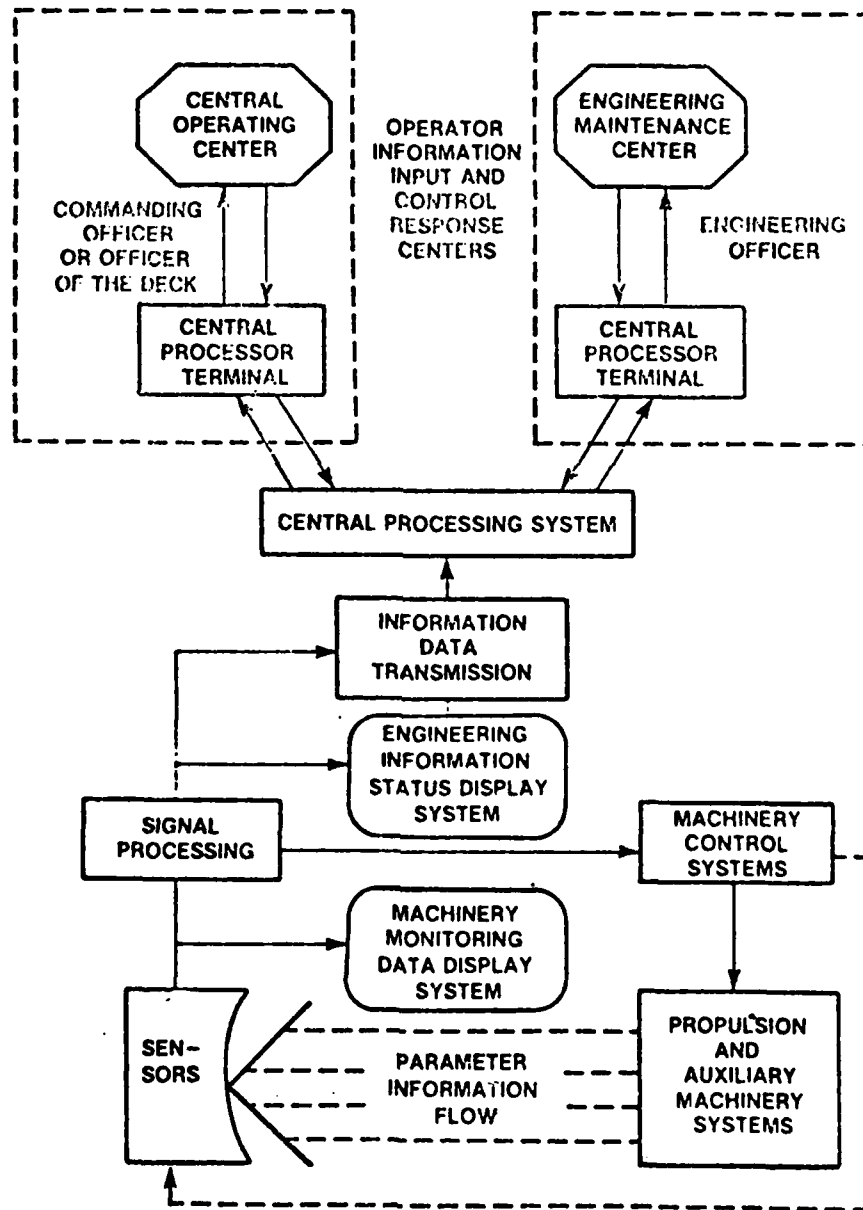 CENTRAL
OPERATING
CENTER
OPERATOR
INFORMATION
INPUT AND
CONTROL
RESPONSE
CENTERS
ENGINEERING
MAINTENANCE
CENTER
COMMANDING
OFFICER
OR OFFICER
OF THE DECK
ENGINEERING
OFFICER
CENTRAL
PROCESSOR
TERMINAL
CENTRAL
PROCESSOR
TERMINAL
CENTRAL PROCESSING SYSTEM
INFORMATION
DATA
TRANSMISSION
ENGINEERING
INFORMATION
STATUS DISPLAY
SYSTEM
SIGNAL
PROCESSING
MACHINERY
CONTROL
SYSTEMS
MACHINERY
MONITORING
DATA DISPLAY
SYSTEM
SEN-
SORS
PARAMETER
INFORMATION
FLOW
PROPULSION
AND
AUXILIARY
MACHINERY
SYSTEMS